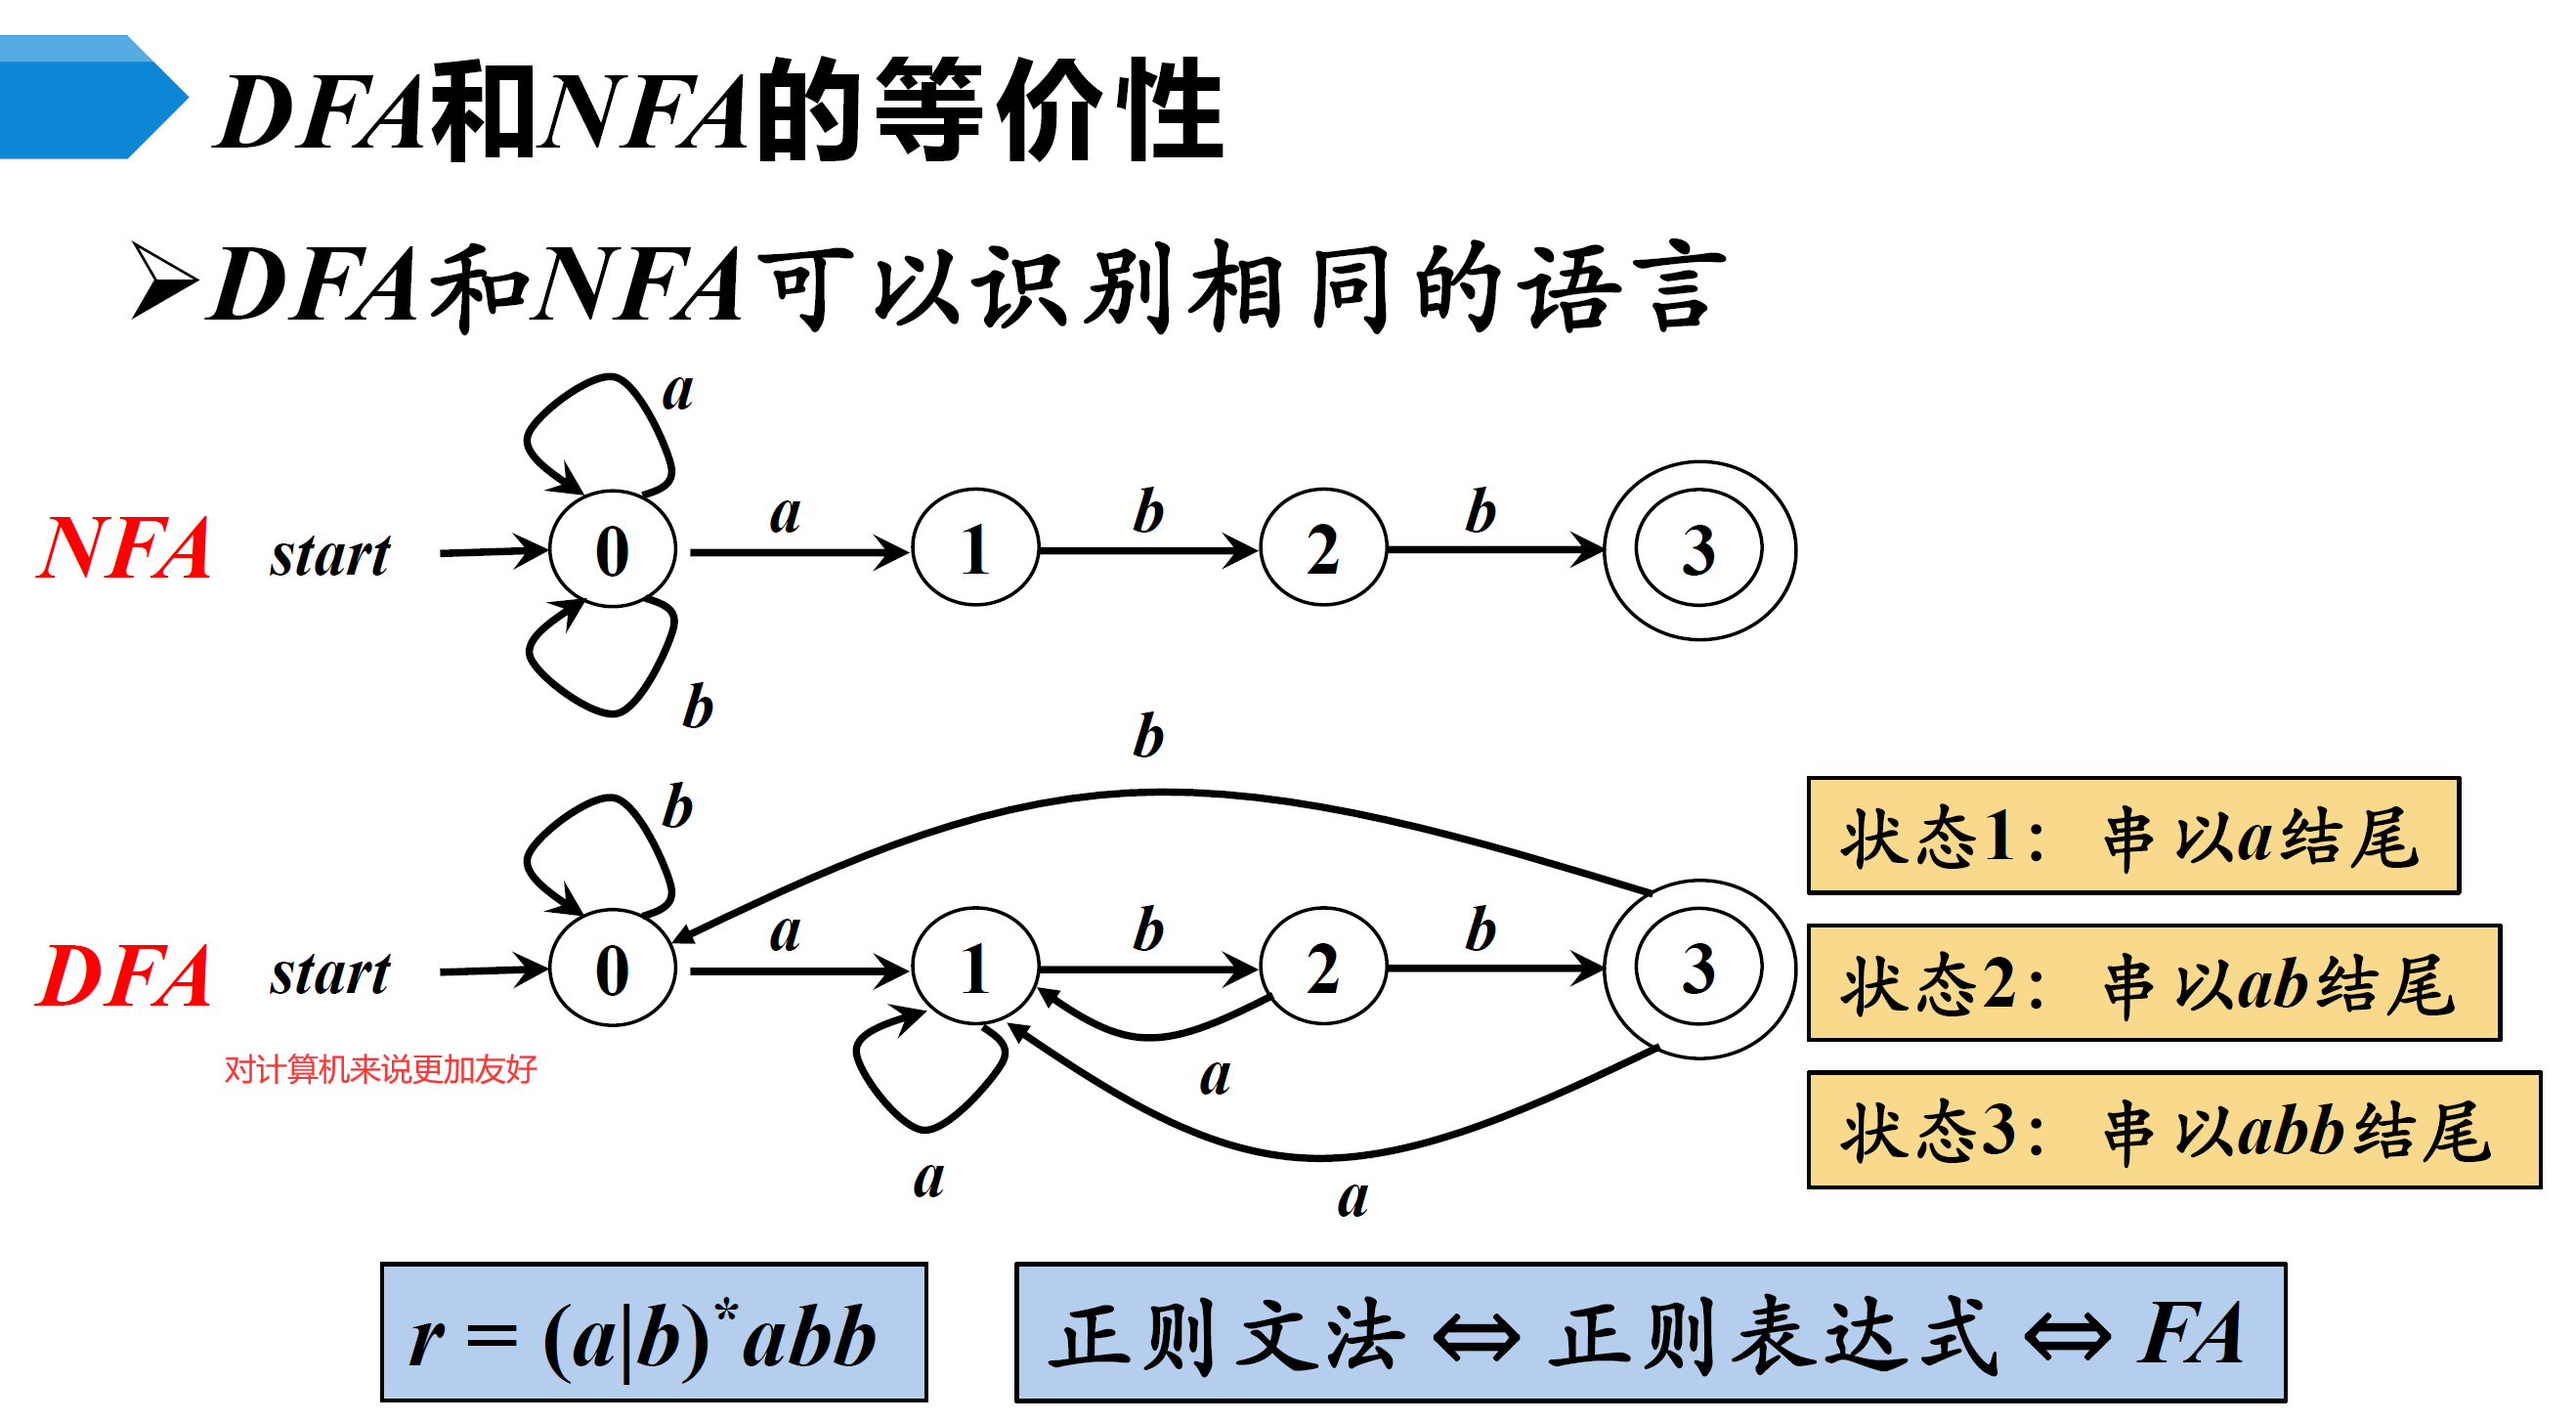 DFA和NFA的等价性
➢DFA和NFA可以识别相同的语言
a
NFA start 0 a 1 b 2 b 3
b
b
b
DFA start 0 a 1 b 2 b 3
对计算机来说更加友好
a
a
a
状态1： 串以a结尾
状态2： 串以ab结尾
状态3： 串以abb结尾
r = (a|b)*abb
正则文法 ⇔ 正则表达式 ⇔ FA